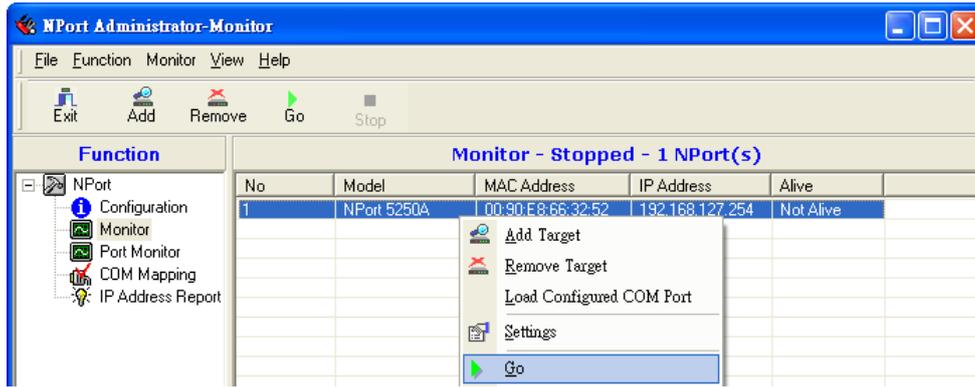 NPort Administrator-Monitor
File Function Monitor View Help
Exit Add Remove Go Stop
Function
Monitor - Stopped - 1 NPort(s)
NPort
Configuration
Monitor
Port Monitor
COM Mapping
IP Address Report
No Model MAC Address IP Address Alive
1 NPort 5250A 00:90:E8:66:32:52 192.168.127.254 Not Alive
Add Target
Remove Target
Load Configured COM Port
Settings
Go